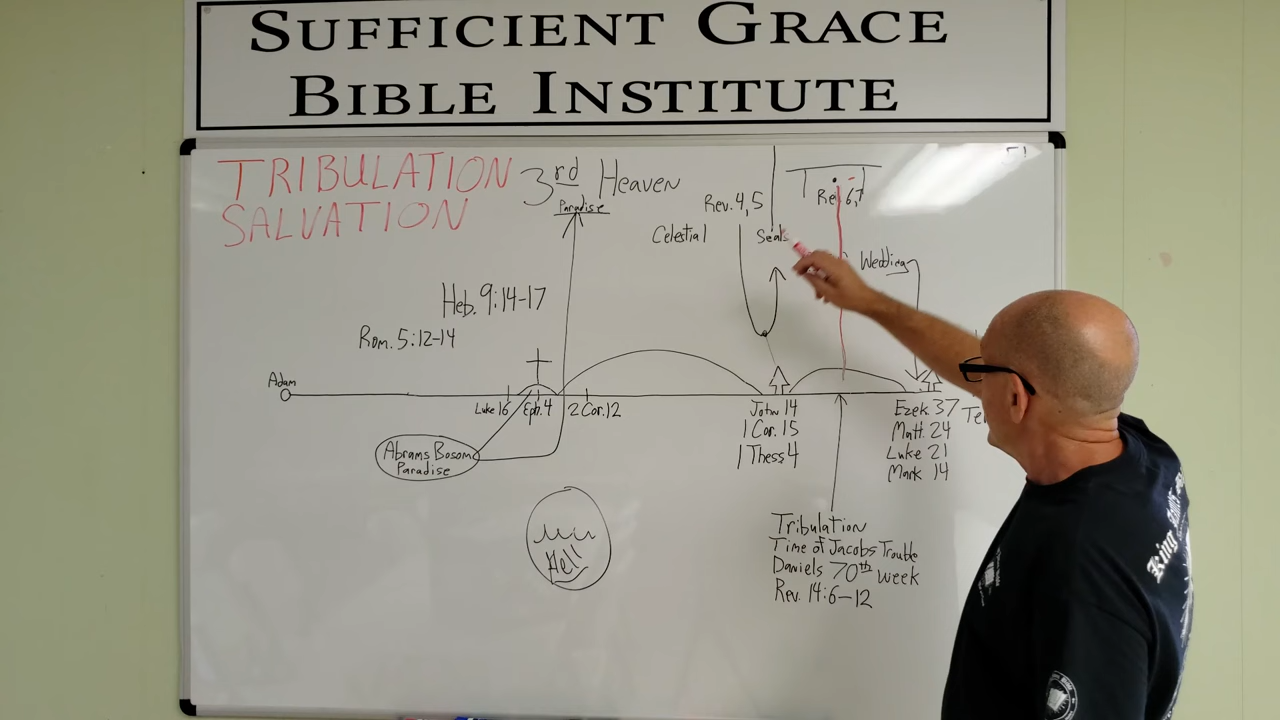 SUFFICIENT GRACE
BIBLE INSTITUTE
TRIBULATION
SALVATION
3rd Heaven
Paradise
Rev. 4,5
Celestial
Seals
Wedding
Heb. 9:14-17
Rom. 5:12-14
Adam
Luke 16
Eph. 4
2 Cor. 12
Abrams Bosom
Paradise
Hell
John 14
1 Cor. 15
1 Thess 4
Ezek. 37
Matt. 24
Luke 21
Mark 14
Tribulation
Time of Jacobs Trouble
Daniels 70th week
Rev. 14:6-12
King